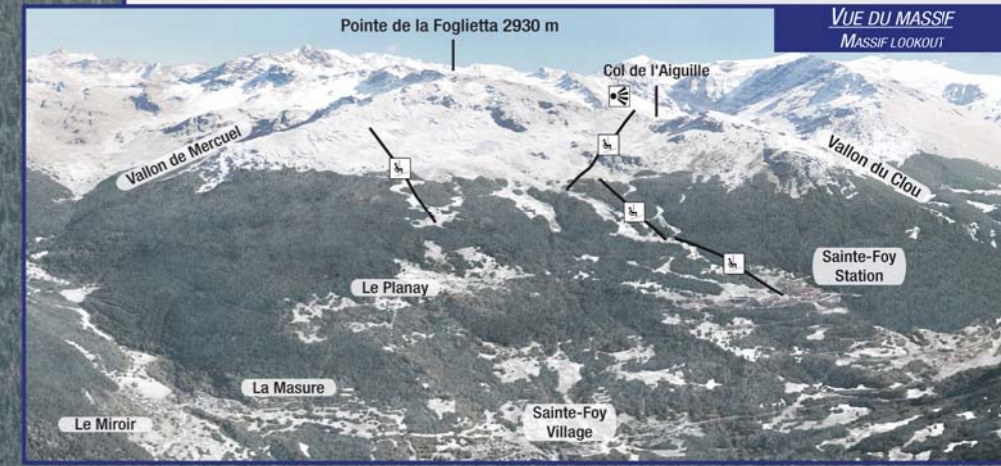 VUE DU MASSIF
MASSIF LOOKOUT
Pointe de la Foglietta 2930 m
Col de l'Aiguille
Vallon de Mercuel
Vallon du Clou
Sainte-Foy
Station
Le Planay
La Masure
Le Miroir
Sainte-Foy
Village